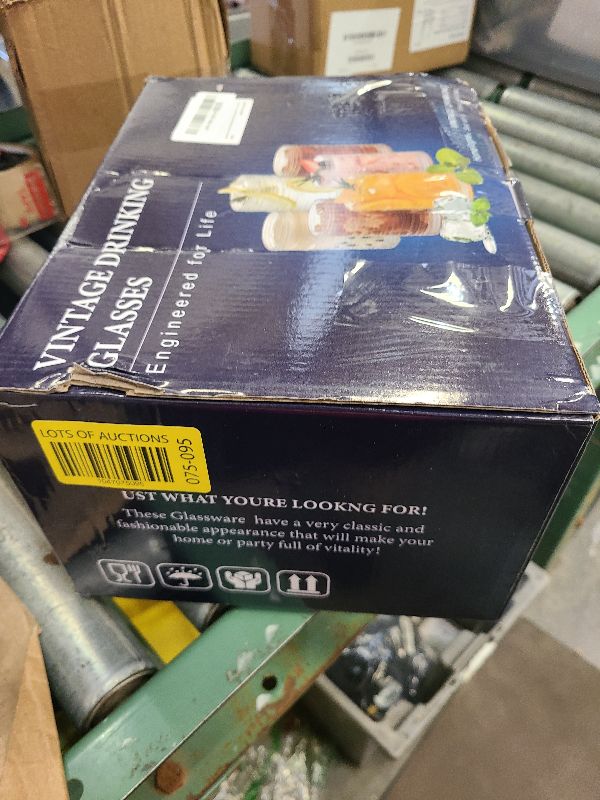 VINTAGE DRINKING
GLASSES
Engineered for Life
LOTS OF AUCTIONS
075-095
UST WHAT YOURE LOOKNG FOR!
These Glassware have a very classic and
fashionable appearance that will make your
home or party full of vitality!